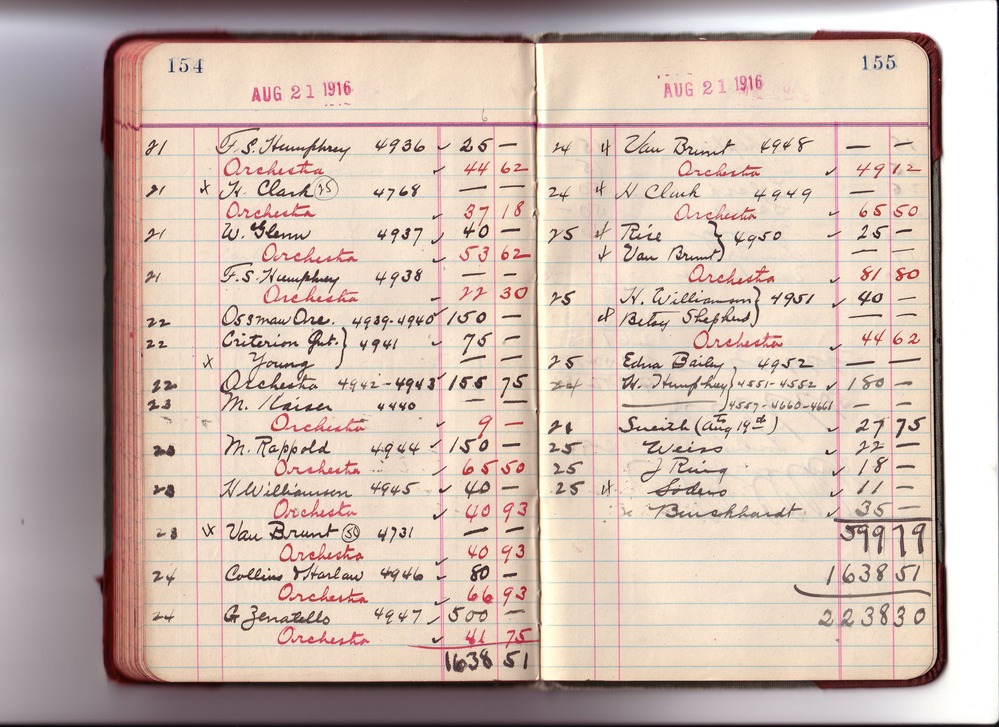 154
AUG 21 1916
21 F.S. Humphrey 4936 ✓ 25 —
Orchestra ✓ 44 62
21 x H. Clark (25) 4768 — —
Orchestra ✓ 37 18
21 W. Glenn 4937 ✓ 40 —
Orchestra ✓ 53 62
21 F.S. Humphrey 4938 — —
Orchestra ✓ 22 30
22 Ossman Orc. 4939-4940 ✓ 150 —
22 Criterion Qrt. } 4941 ✓ 75 —
x Young — —
22 Orchestra 4942-4943 ✓ 155 75
23 M. Kaiser 4440 — —
Orchestra ✓ 9 —
23 M. Rappold 4944 ✓ 150 —
Orchestra ✓ 65 50
23 H Williamson 4945 ✓ 40 —
Orchestra ✓ 40 93
23 x Van Brunt (50) 4731 — —
Orchestra ✓ 40 93
24 Collins & Harlan 4946 ✓ 80 —
Orchestra ✓ 66 93
24 G Zenatello 4947 ✓ 500 —
Orchestra ✓ 41 75
1638 51
155
AUG 21 1916
24 x Van Brunt 4948 — —
Orchestra ✓ 49 12
24 x H Clark 4949 —
Orchestra ✓ 65 50
25 x Rice } 4950 ✓ 25 —
x Van Brunt — —
Orchestra ✓ 81 80
25 H. Williamson } 4951 ✓ 40 —
x Betsy Shepherd — —
Orchestra ✓ 44 62
25 Edna Baily 4952 — —
24 H. Humphrey } 4551-4552 ✓ 180 —
} 4557-4660-4661 — —
21 (Aug 19th) ✓ 27 75
25 Weiss ✓ 22 —
25 J Ring ✓ 18 —
25 x Soders ✓ 11 —
x Burckhardt ✓ 35 —
599 79
1638 51
2238 30